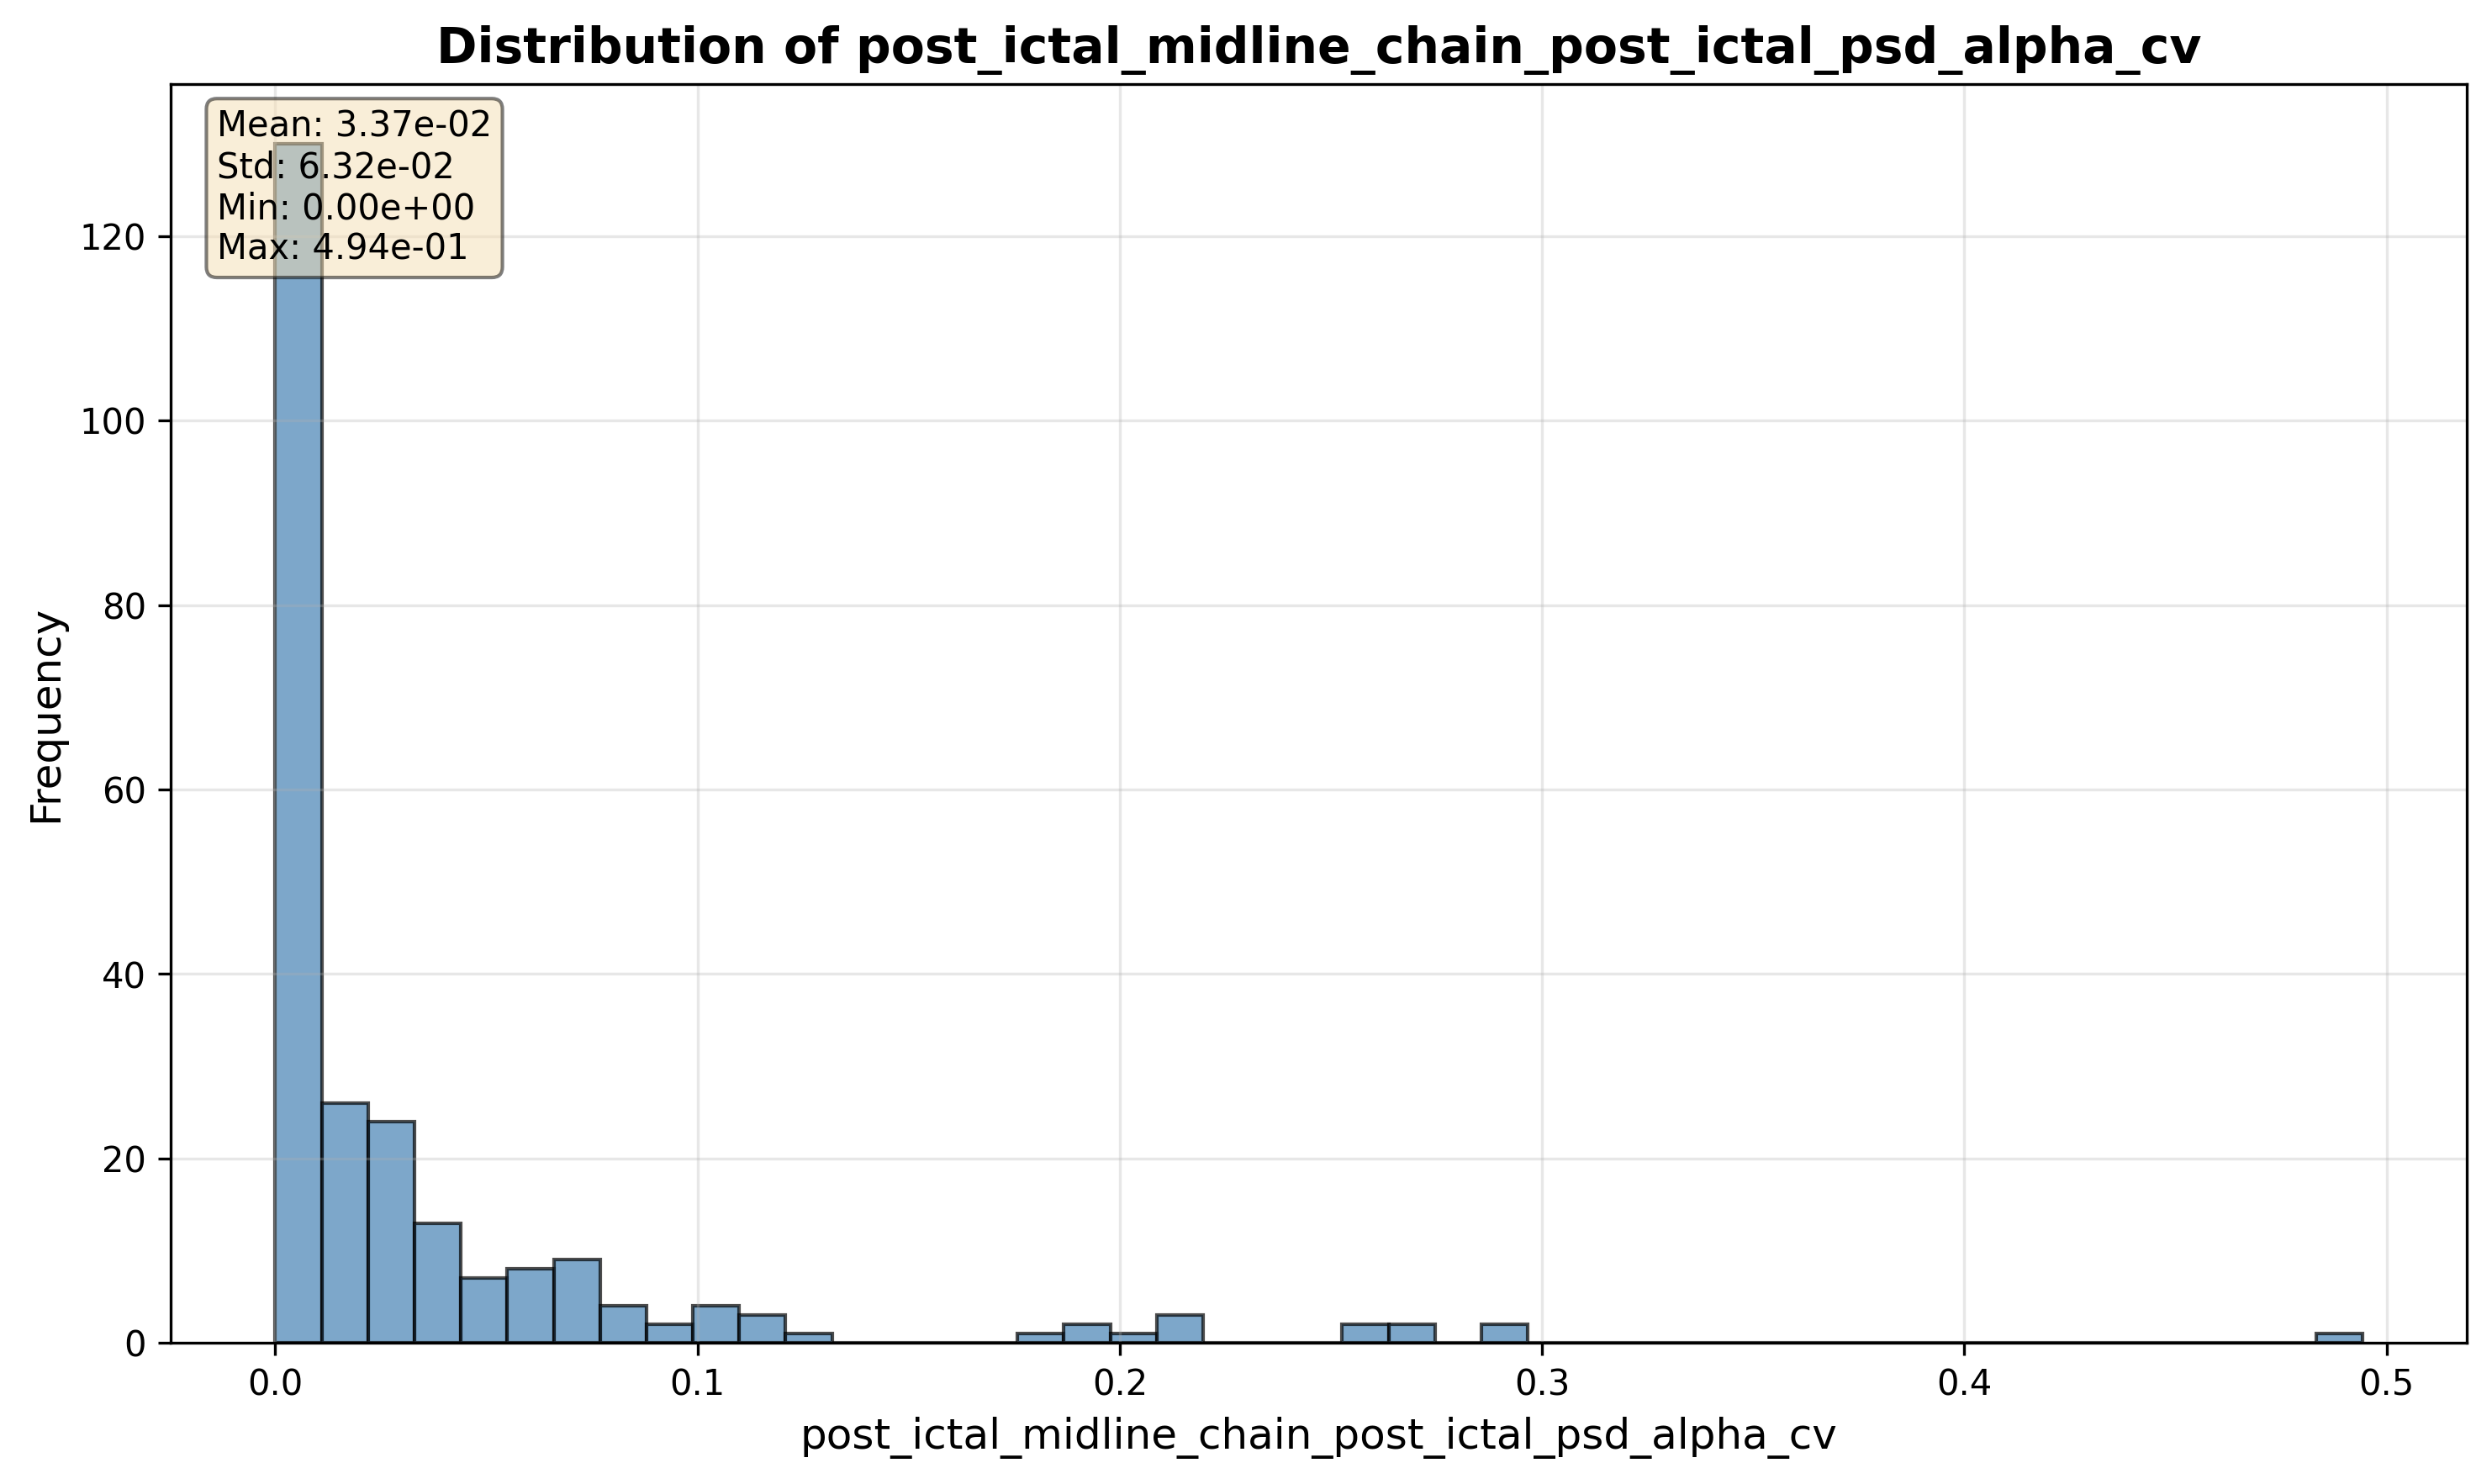 Distribution of post_ictal_midline_chain_post_ictal_psd_alpha_cv
Mean: 3.37e-02
Std: 6.32e-02
Min: 0.00e+00
Max: 4.94e-01
Frequency
120
100
80
60
40
20
0
0.0 0.1 0.2 0.3 0.4 0.5
post_ictal_midline_chain_post_ictal_psd_alpha_cv